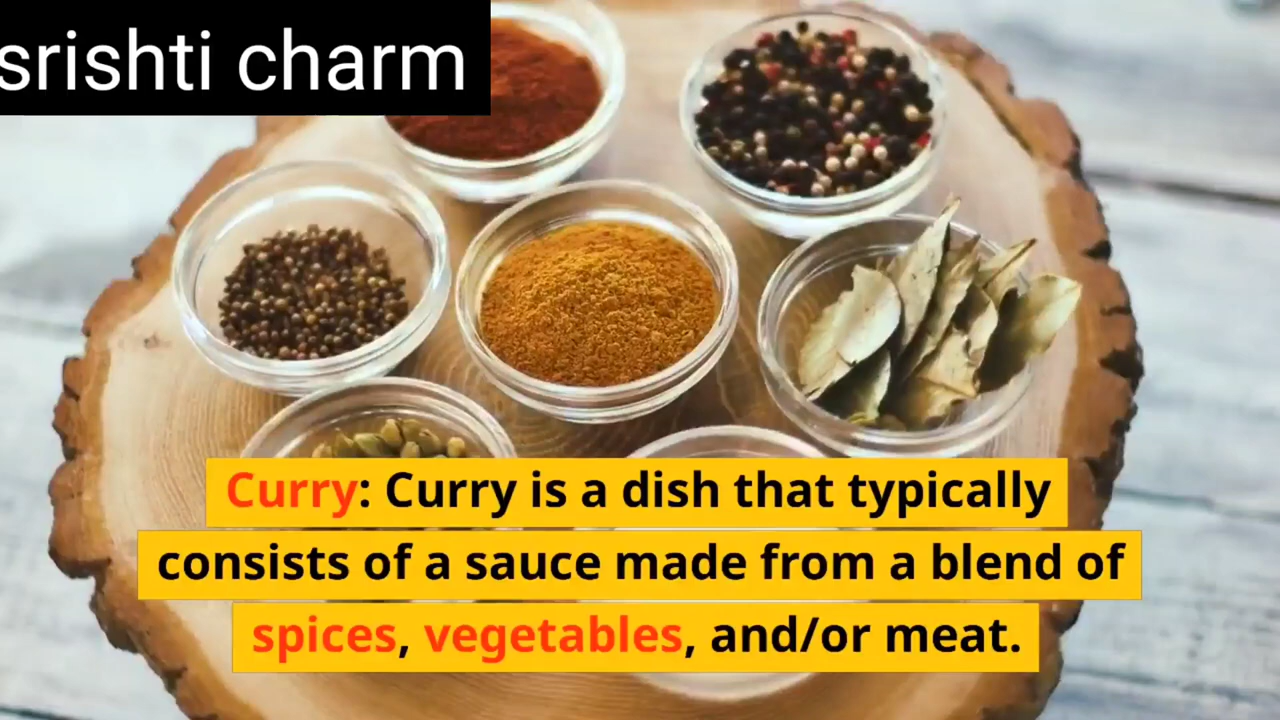 srishti charm
Curry: Curry is a dish that typically
consists of a sauce made from a blend of
spices, vegetables, and/or meat.